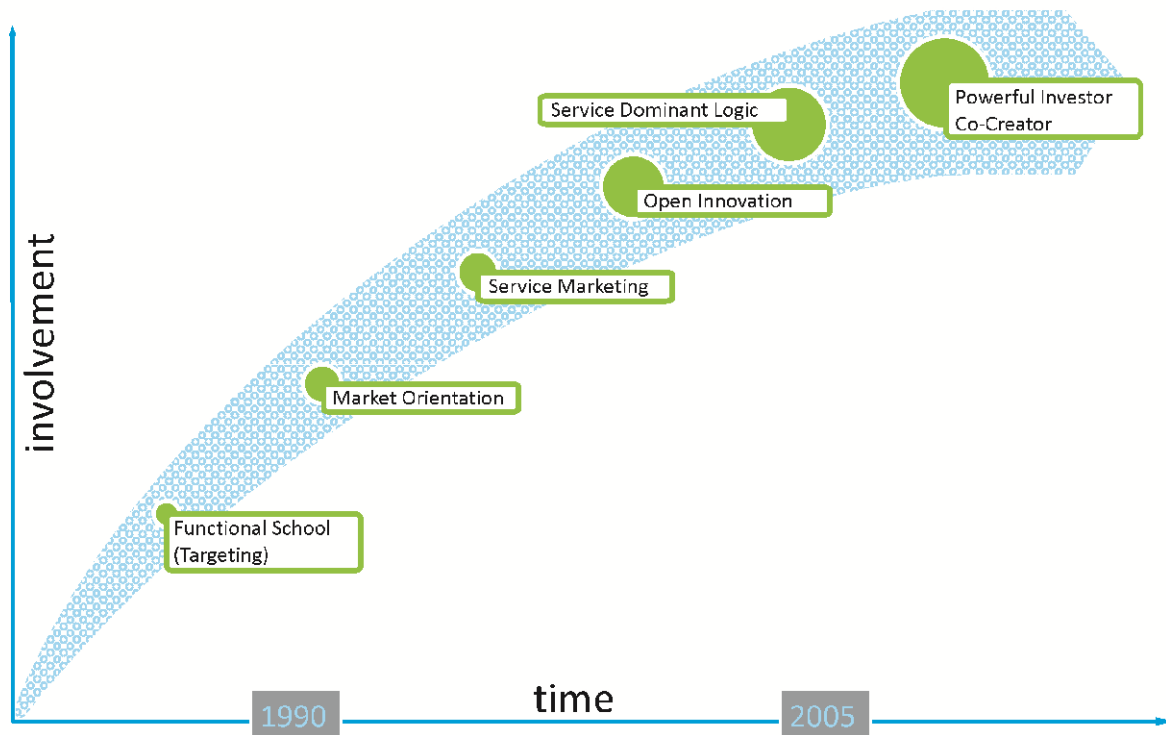 Powerful Investor
Co-Creator
Service Dominant Logic
Open Innovation
Service Marketing
Market Orientation
Functional School
(Targeting)
involvement
time
1990
2005